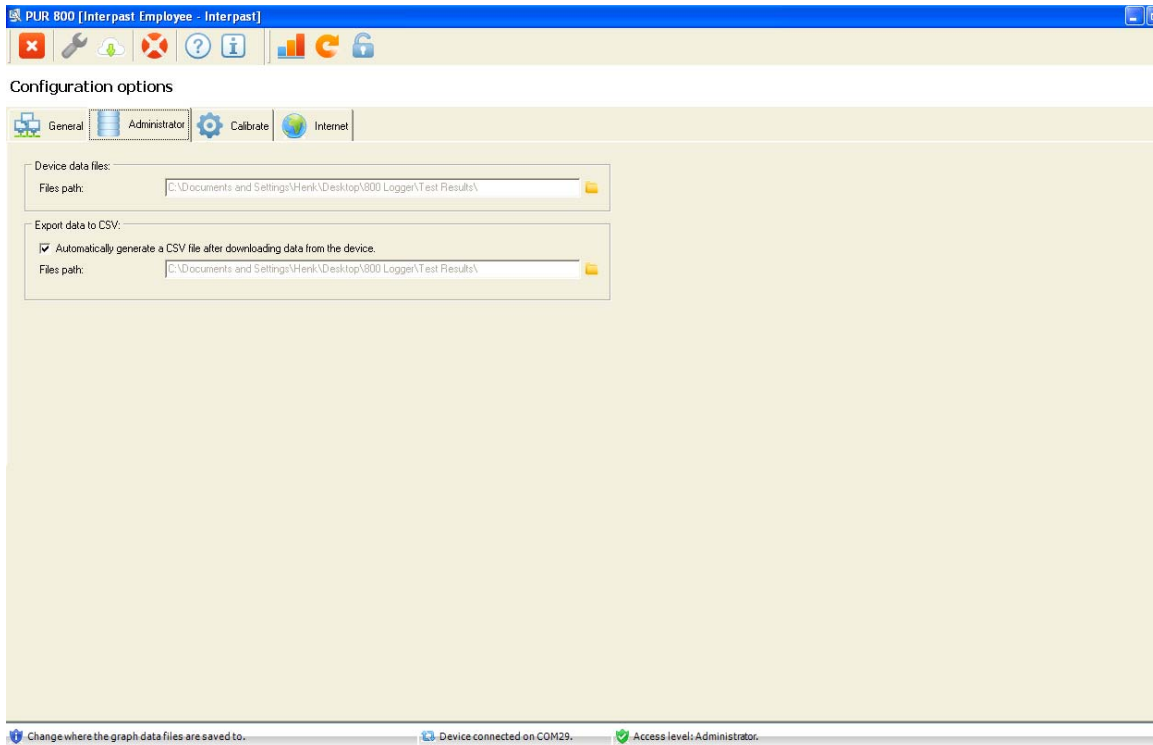 PUR 800 [Interpast Employee - Interpast]
Configuration options
General Administrator Calibrate Internet
Device data files:
Files path: C:\Documents and Settings\Henk\Desktop\800 Logger\Test Results\
Export data to CSV:
Automatically generate a CSV file after downloading data from the device.
Files path: C:\Documents and Settings\Henk\Desktop\800 Logger\Test Results\
Change where the graph data files are saved to. Device connected on COM29. Access level: Administrator.